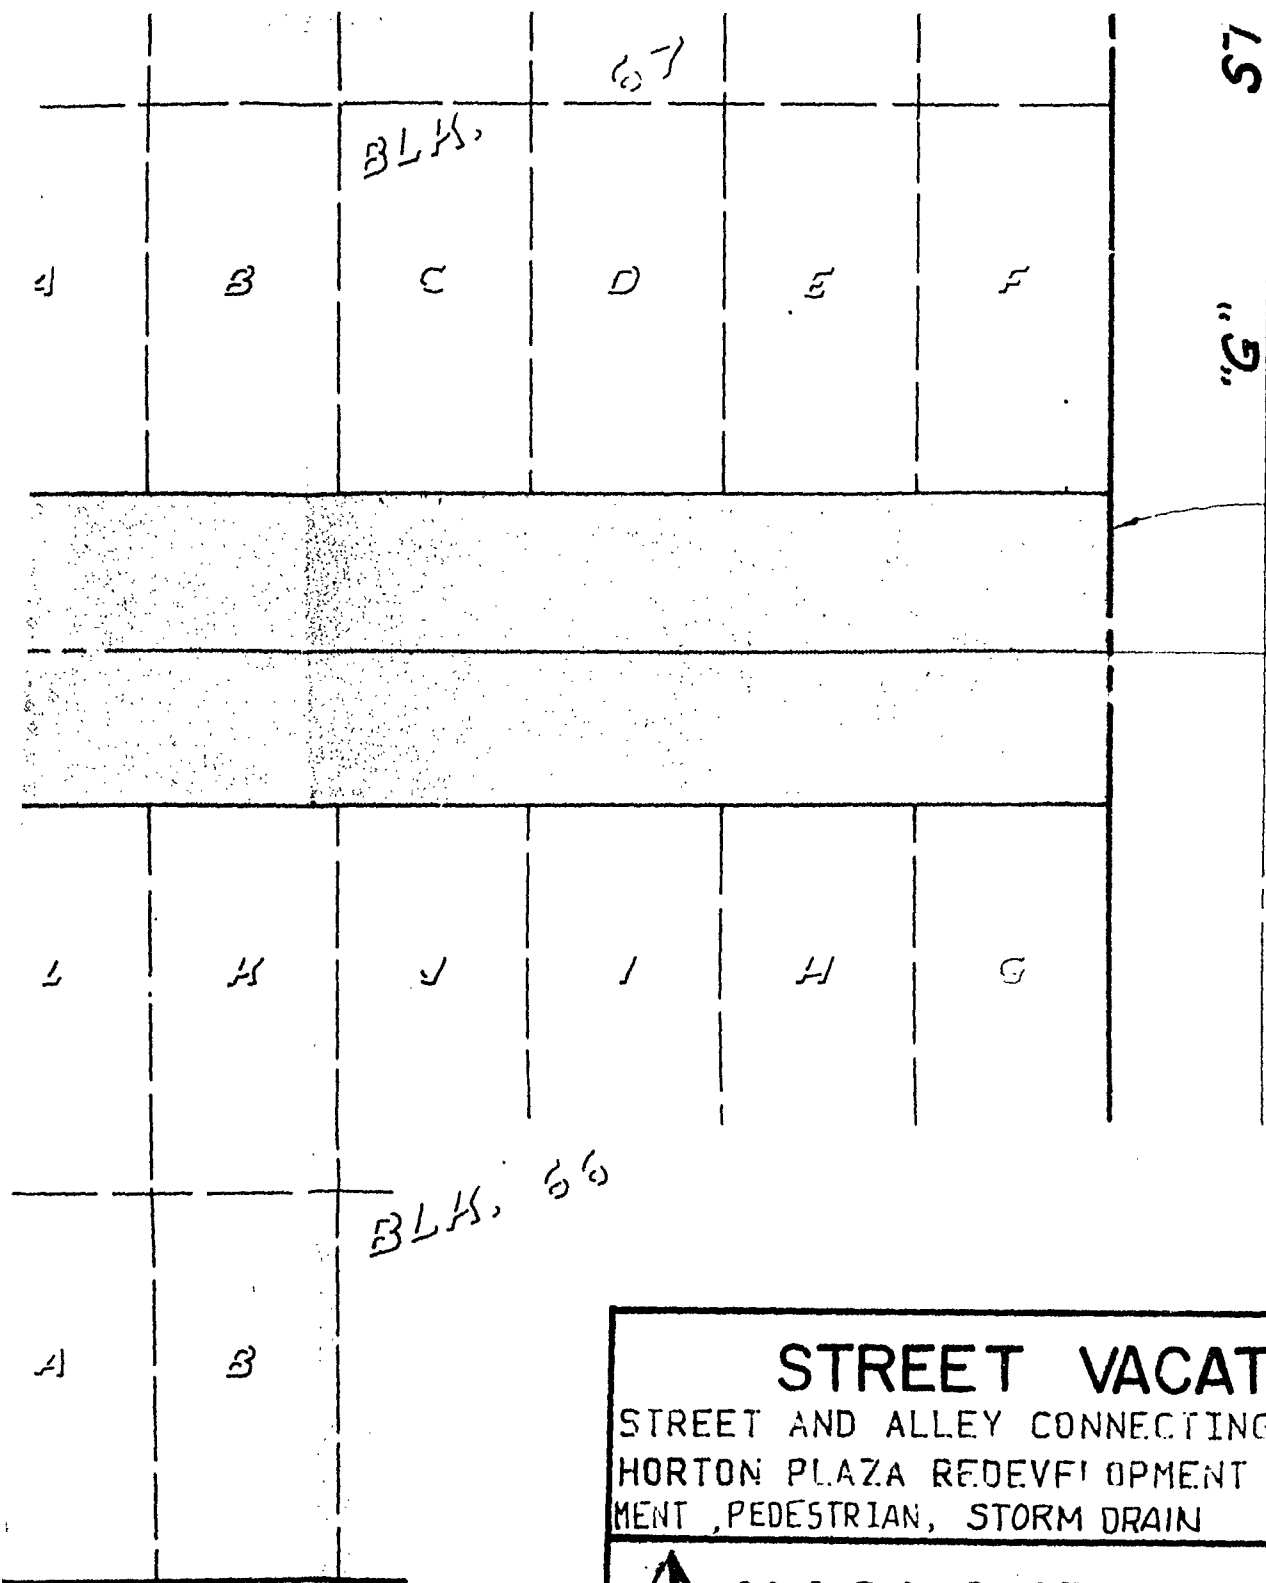 67
BLK.
A B C D E F
ST
"G"
L K J I H G
BLK. 66
A B
STREET VACAT
STREET AND ALLEY CONNECTING
HORTON PLAZA REDEVELOPMENT
MENT, PEDESTRIAN, STORM DRAIN